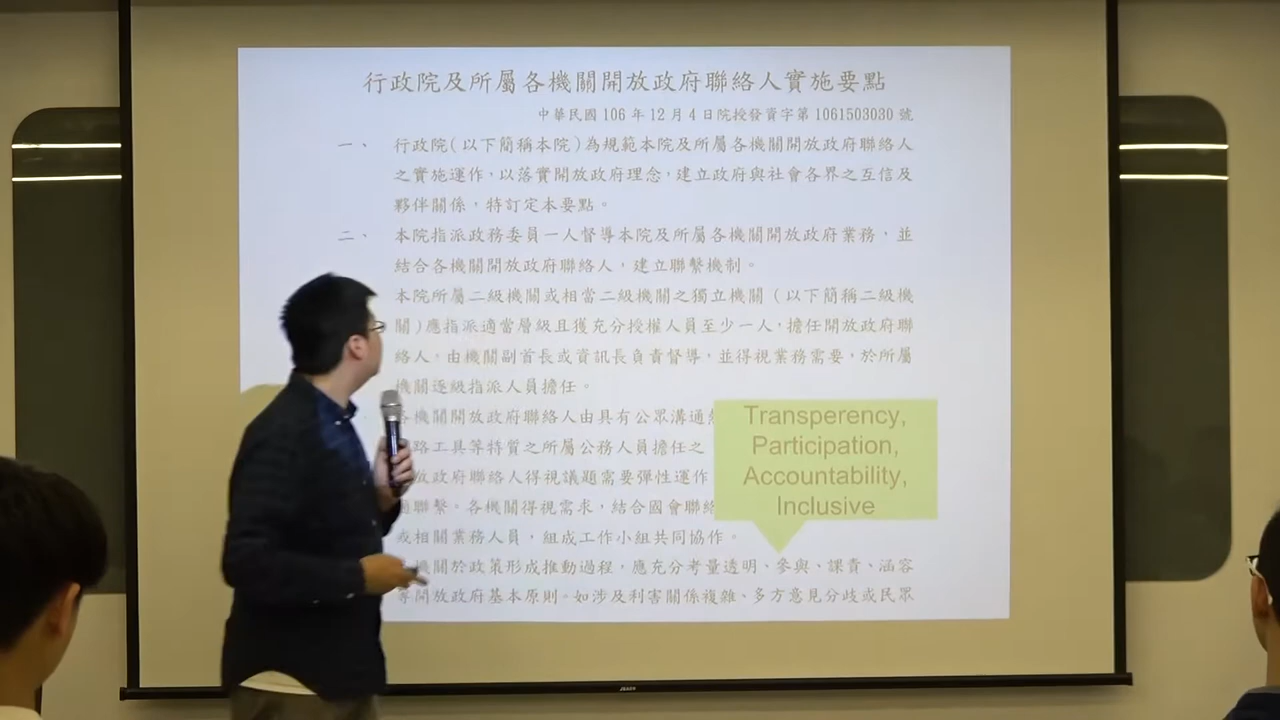 行政院及所屬各機關開放政府聯絡人實施要點
中華民國 106 年 12 月 4 日院授發資字第 1061503030 號
一、 行政院(以下簡稱本院)為規範本院及所屬各機關開放政府聯絡人
之實施運作，以落實開放政府理念，建立政府與社會各界之互信及
夥伴關係，特訂定本要點。
二、 本院指派政務委員一人督導本院及所屬各機關開放政府業務，並
結合各機關開放政府聯絡人，建立聯繫機制。
本院所屬二級機關或相當二級機關之獨立機關（以下簡稱二級機
關)應指派適當層級且獲充分授權人員至少一人，擔任開放政府聯
絡人，由機關副首長或資訊長負責督導，並得視業務需要，於所屬
機關逐級指派人員擔任。
各機關開放政府聯絡人由具有公眾溝通
路工具等特質之所屬公務人員擔任之
放政府聯絡人得視議題需要彈性運作
聯繫。各機關得視需求，結合國會聯絡
或相關業務人員，組成工作小組共同協作。
機關於政策形成推動過程，應充分考量透明、參與、課責、涵容
等開放政府基本原則。如涉及利害關係複雜、多方意見分歧或民眾
Transperency,
Participation,
Accountability,
Inclusive